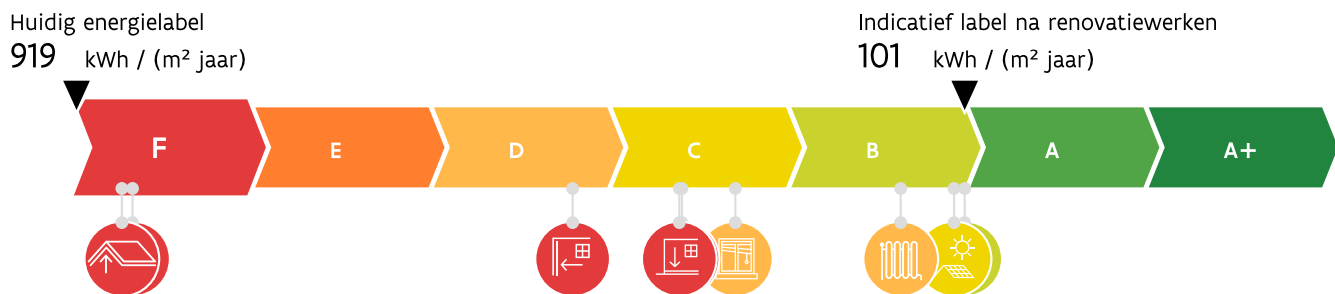 Huidig energielabel
919 kWh / (m² jaar)
Indicatief label na renovatiewerken
101 kWh / (m² jaar)
F E D C B A A+